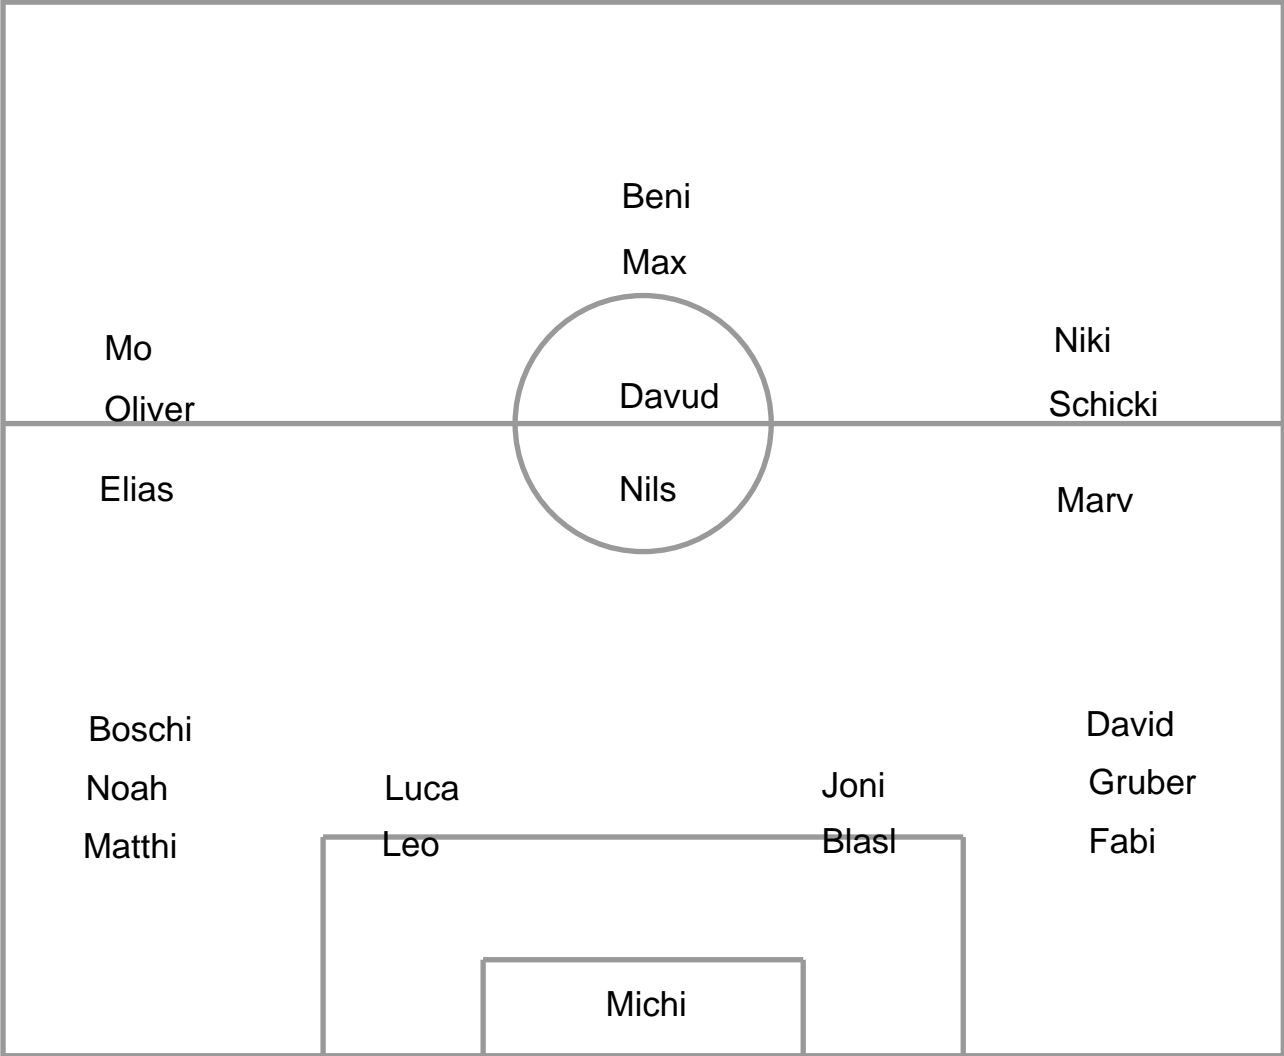 Beni
Max
Mo
Niki
Davud
Oliver
Schicki
Elias
Nils
Marv
Boschi
David
Noah
Luca
Joni
Gruber
Matthi
Leo
Blasl
Fabi
Michi